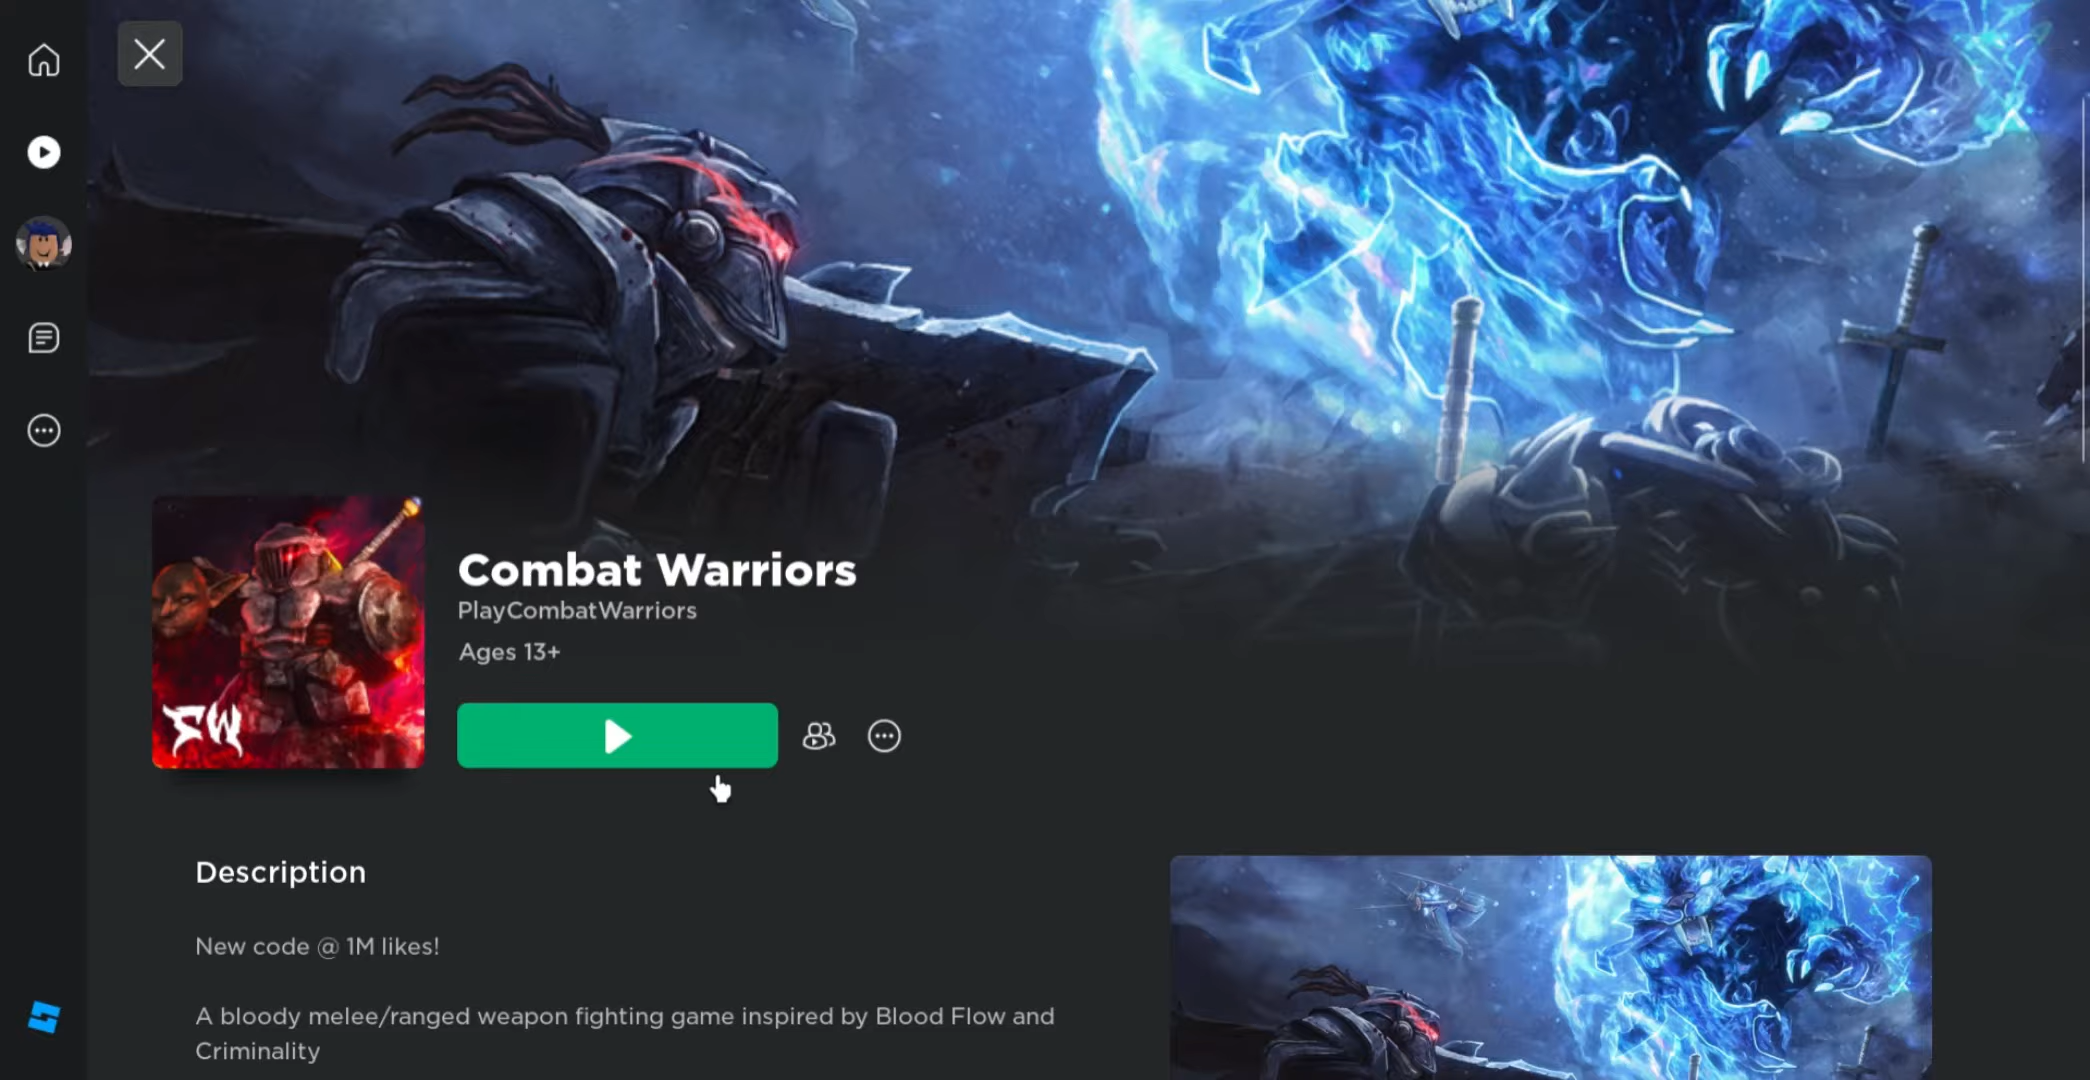 Combat Warriors
PlayCombatWarriors
Ages 13+
CW
Description
New code @ 1M likes!
A bloody melee/ranged weapon fighting game inspired by Blood Flow and
Criminality